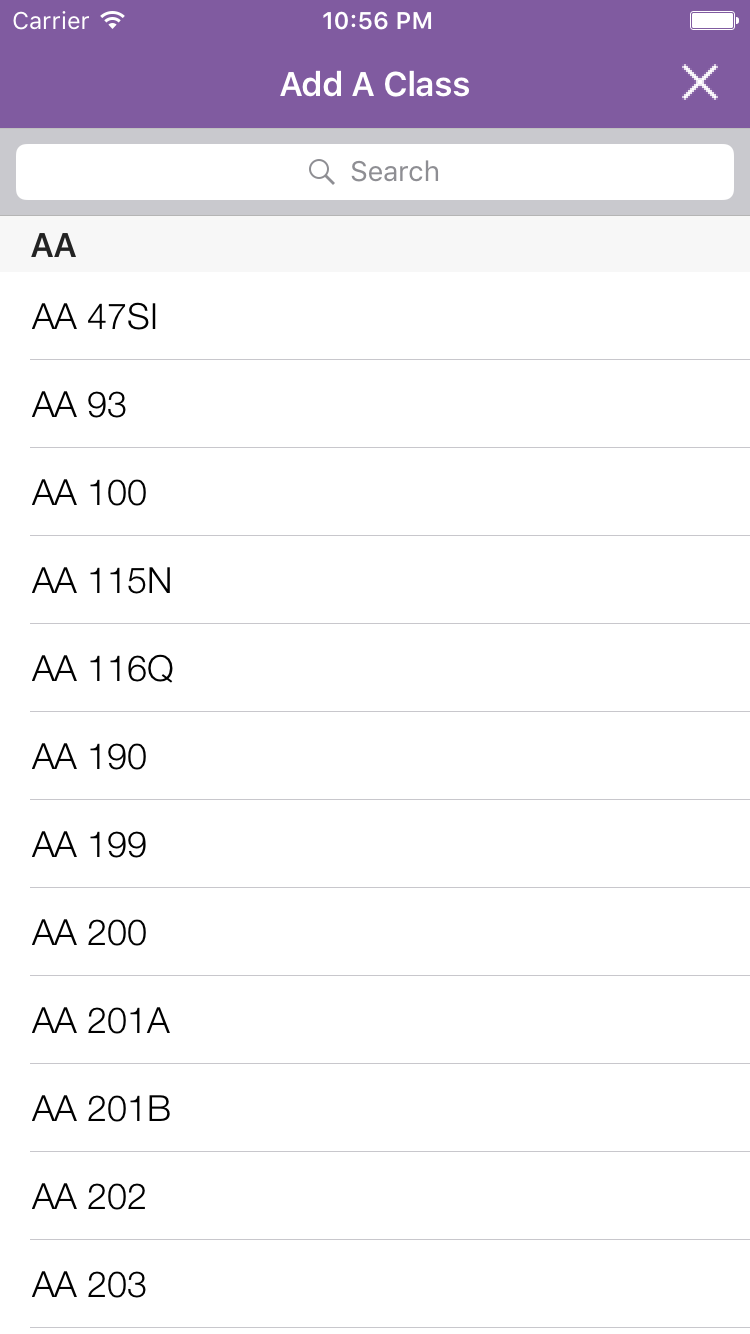 Carrier 10:56 PM
Add A Class
Search
AA
AA 47SI
AA 93
AA 100
AA 115N
AA 116Q
AA 190
AA 199
AA 200
AA 201A
AA 201B
AA 202
AA 203